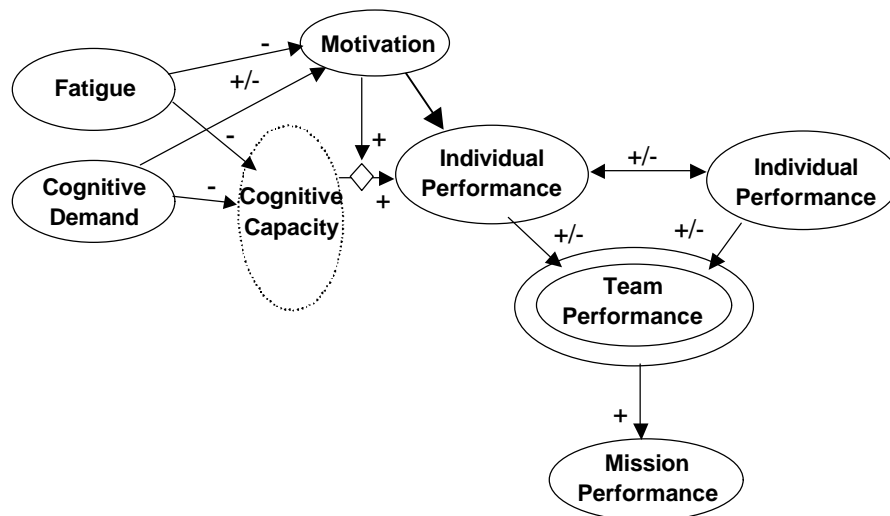 Motivation
-
+/-
Fatigue
-
+
Cognitive
Demand
-
Cognitive
Capacity
+
Individual
Performance
+/-
Individual
Performance
+/-
+/-
Team
Performance
+
Mission
Performance